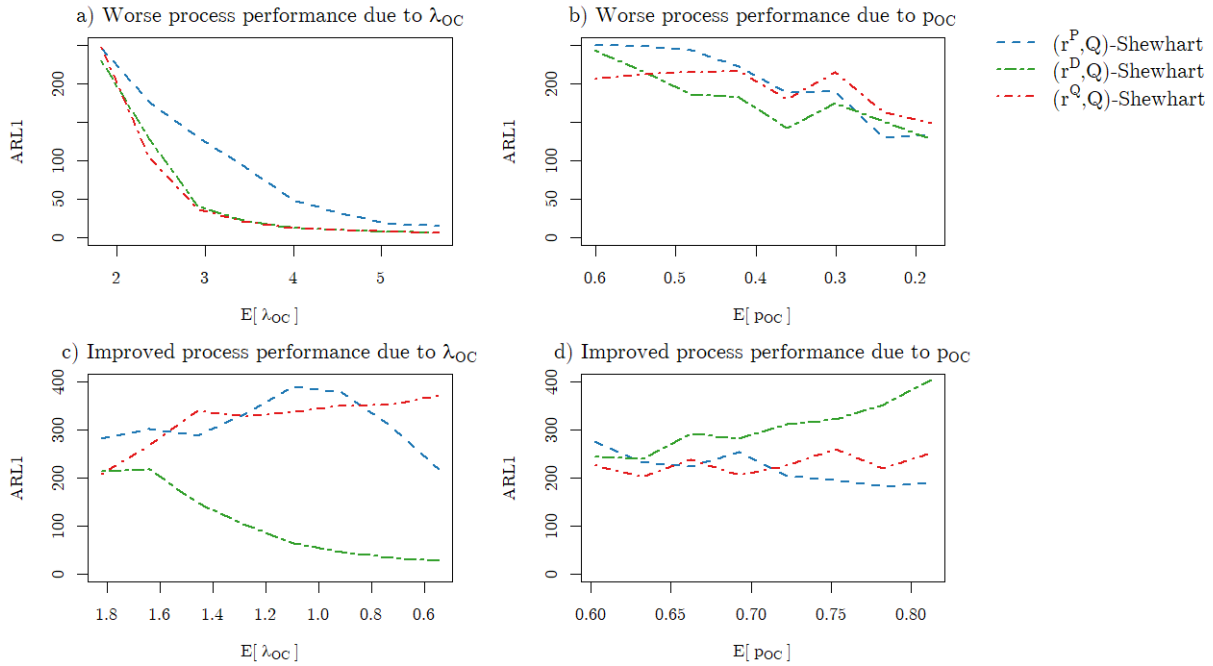 a) Worse process performance due to λOC
b) Worse process performance due to pOC
(r^P,Q)-Shewhart
(r^D,Q)-Shewhart
(r^Q,Q)-Shewhart
ARL1
0 50 100 200
2 3 4 5
E[ λOC ]
ARL1
0 50 100 200
0.6 0.5 0.4 0.3 0.2
E[ pOC ]
c) Improved process performance due to λOC
d) Improved process performance due to pOC
ARL1
0 100 200 300 400
1.8 1.6 1.4 1.2 1.0 0.8 0.6
E[ λOC ]
ARL1
0 100 200 300 400
0.60 0.65 0.70 0.75 0.80
E[ pOC ]